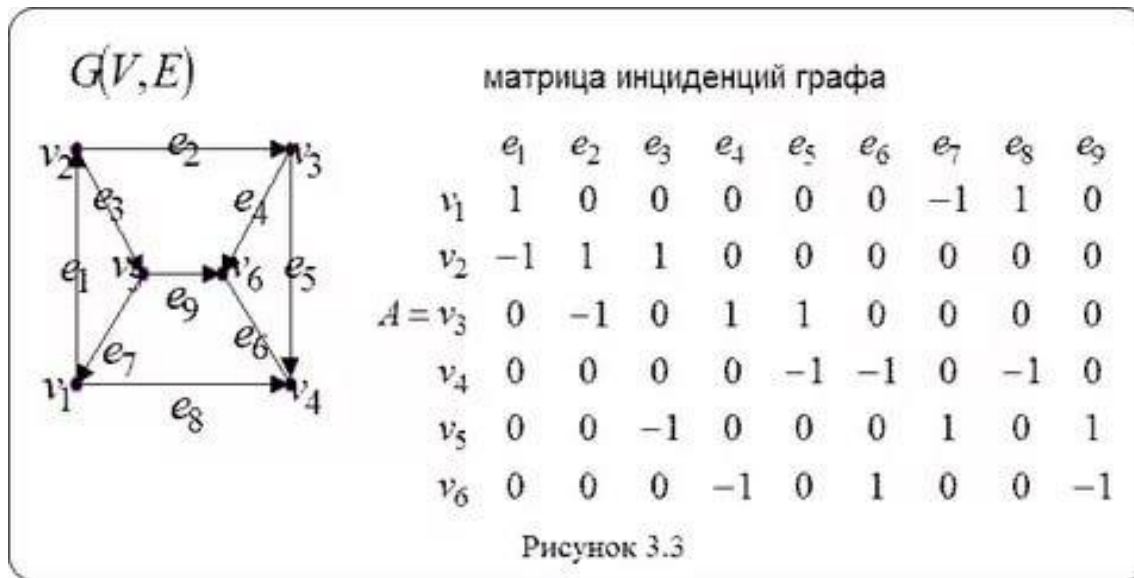 G(V,E)
матрица инциденций графа
v₂ e₂ v₃
e₃ e₄
e₁ v₅ v₆ e₅
e₉
e₇ e₆
v₁ v₄
e₈
e₁ e₂ e₃ e₄ e₅ e₆ e₇ e₈ e₉
v₁ 1 0 0 0 0 0 −1 1 0
v₂ −1 1 1 0 0 0 0 0 0
A = v₃ 0 −1 0 1 1 0 0 0 0
v₄ 0 0 0 0 −1 −1 0 −1 0
v₅ 0 0 −1 0 0 0 1 0 1
v₆ 0 0 0 −1 0 1 0 0 −1
Рисунок 3.3